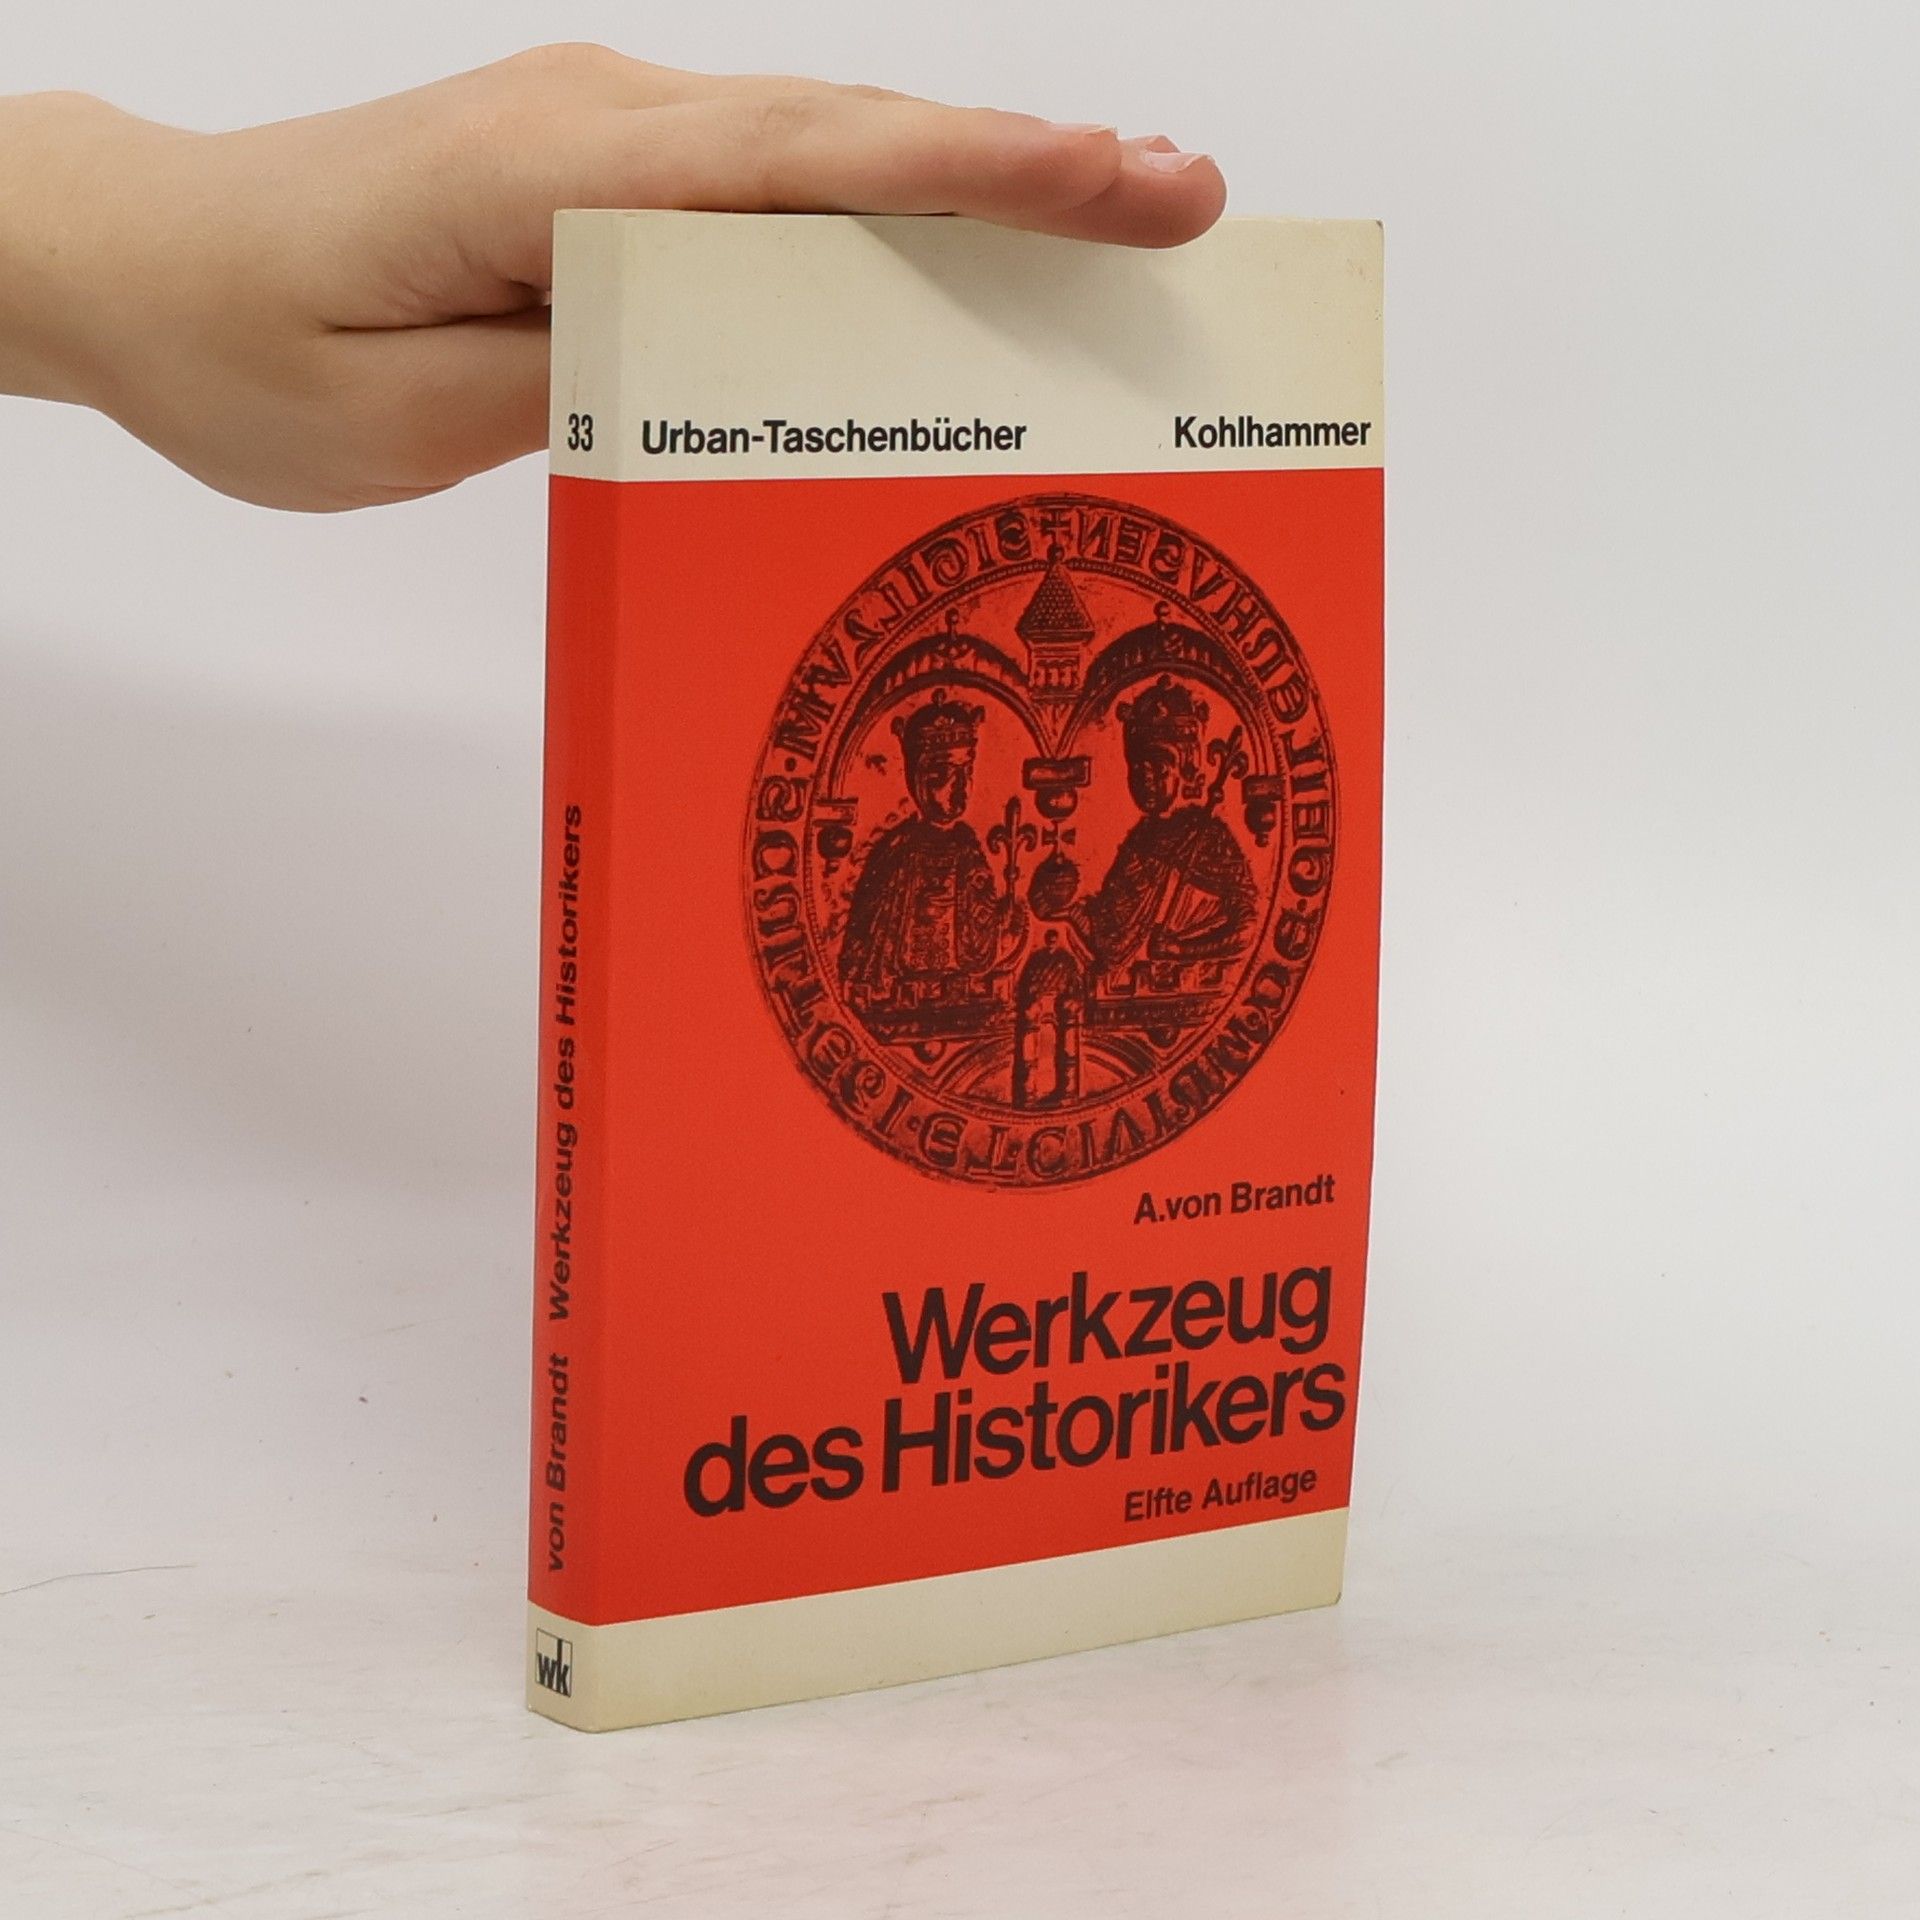 33
Urban-Taschenbücher
Kohlhammer
A.von Brandt
Werkzeug
des Historikers
Elfte Auflage
von Brandt Werkzeug des Historikers
wk